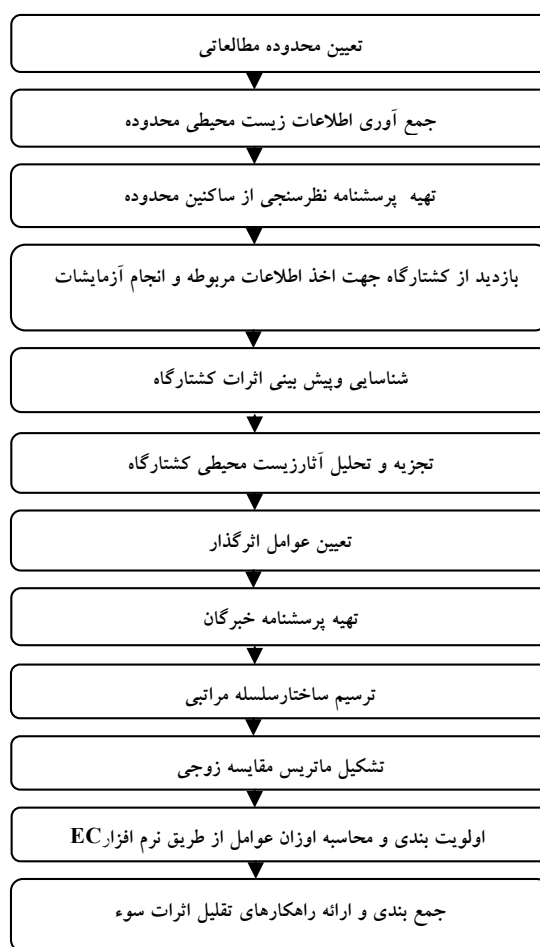 تعیین محدوده مطالعاتی
جمع آوری اطلاعات زیست محیطی محدوده
تهیه پرسشنامه نظرسنجی از ساکنین محدوده
بازدید از کشتارگاه جهت اخذ اطلاعات مربوطه و انجام آزمایشات
شناسایی وپیش بینی اثرات کشتارگاه
تجزیه و تحلیل آثارزیست محیطی کشتارگاه
تعیین عوامل اثرگذار
تهیه پرسشنامه خبرگان
ترسیم ساختارسلسله مراتبی
تشکیل ماتریس مقایسه زوجی
اولویت بندی و محاسبه اوزان عوامل از طریق نرم افزارEC
جمع بندی و ارائه راهکارهای تقلیل اثرات سوء